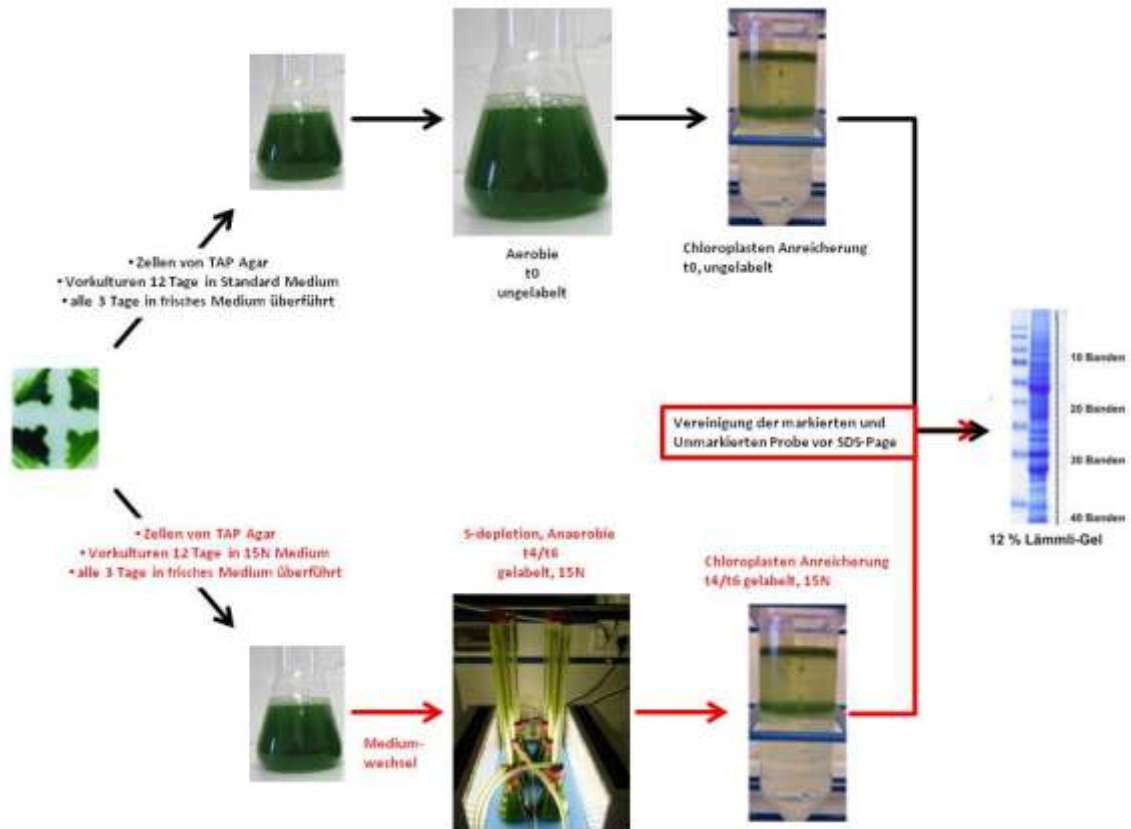 •Zellen von TAP Agar
•Vorkulturen 12 Tage in Standard Medium
•alle 3 Tage in frisches Medium überführt
Aerobie
t0
ungelabelt
Chloroplasten Anreicherung
t0, ungelabelt
10 Banden
20 Banden
30 Banden
40 Banden
12 % Lämmli-Gel
Vereinigung der markierten und
Unmarkierten Probe vor SDS-Page
•Zellen von TAP Agar
•Vorkulturen 12 Tage in 15N Medium
•alle 3 Tage in frisches Medium überführt
S-depletion, Anaerobie
t4/t6
gelabelt, 15N
Chloroplasten Anreicherung
t4/t6 gelabelt, 15N
Medium-
wechsel